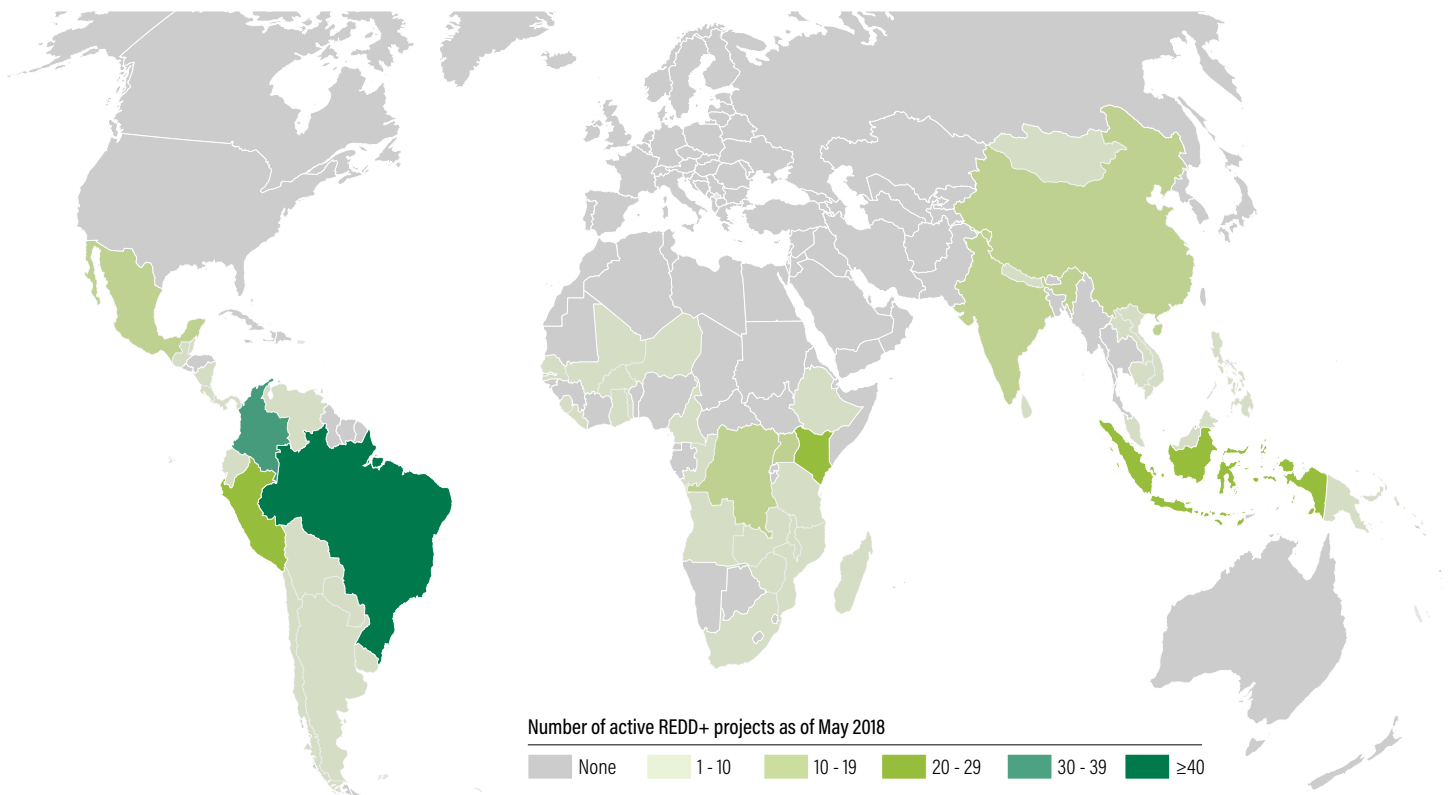 Number of active REDD+ projects as of May 2018
None 1 - 10 10 - 19 20 - 29 30 - 39 ≥40